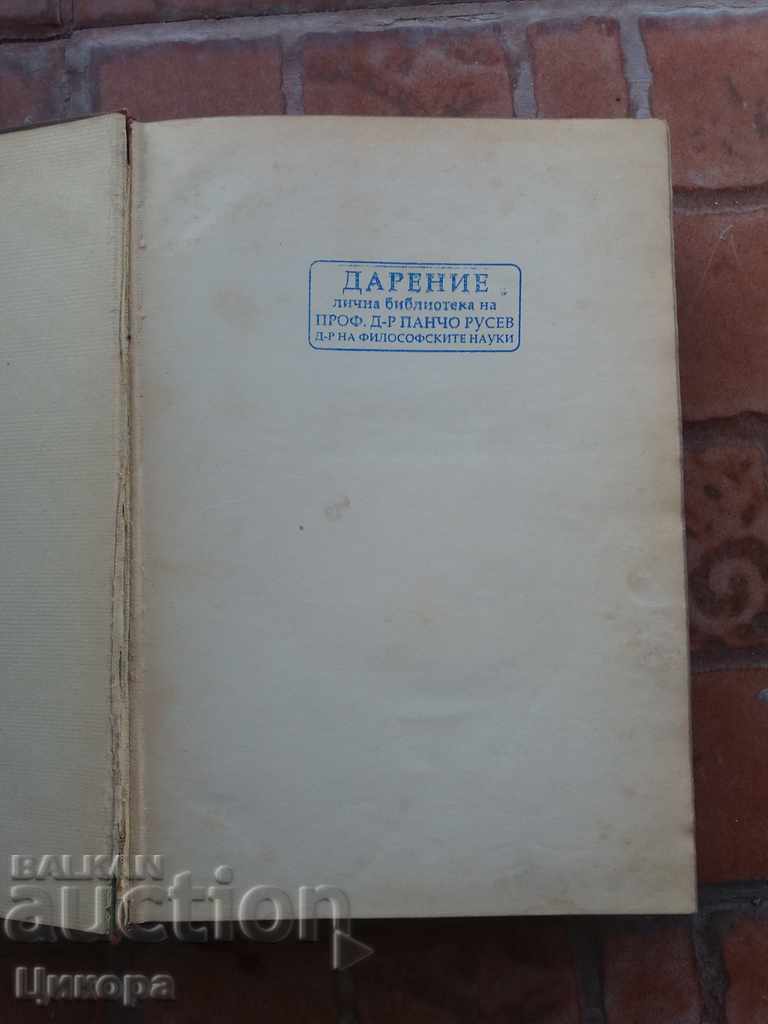 ДАРЕНИЕ
лична библиотека на
ПРОФ. Д-Р ПАНЧО РУСЕВ
Д-Р НА ФИЛОСОФСКИТЕ НАУКИ
BALKAN
auction
Цикора